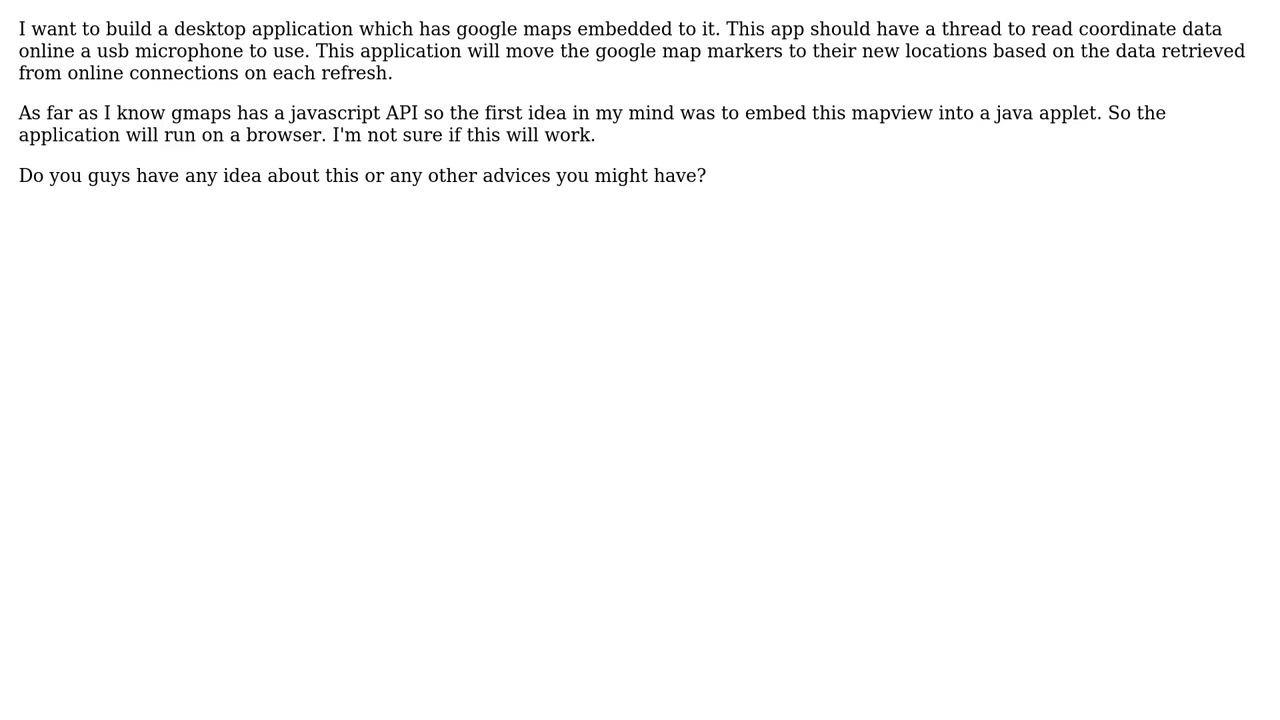 I want to build a desktop application which has google maps embedded to it. This app should have a thread to read coordinate data
online a usb microphone to use. This application will move the google map markers to their new locations based on the data retrieved
from online connections on each refresh.
As far as I know gmaps has a javascript API so the first idea in my mind was to embed this mapview into a java applet. So the
application will run on a browser. I'm not sure if this will work.
Do you guys have any idea about this or any other advices you might have?